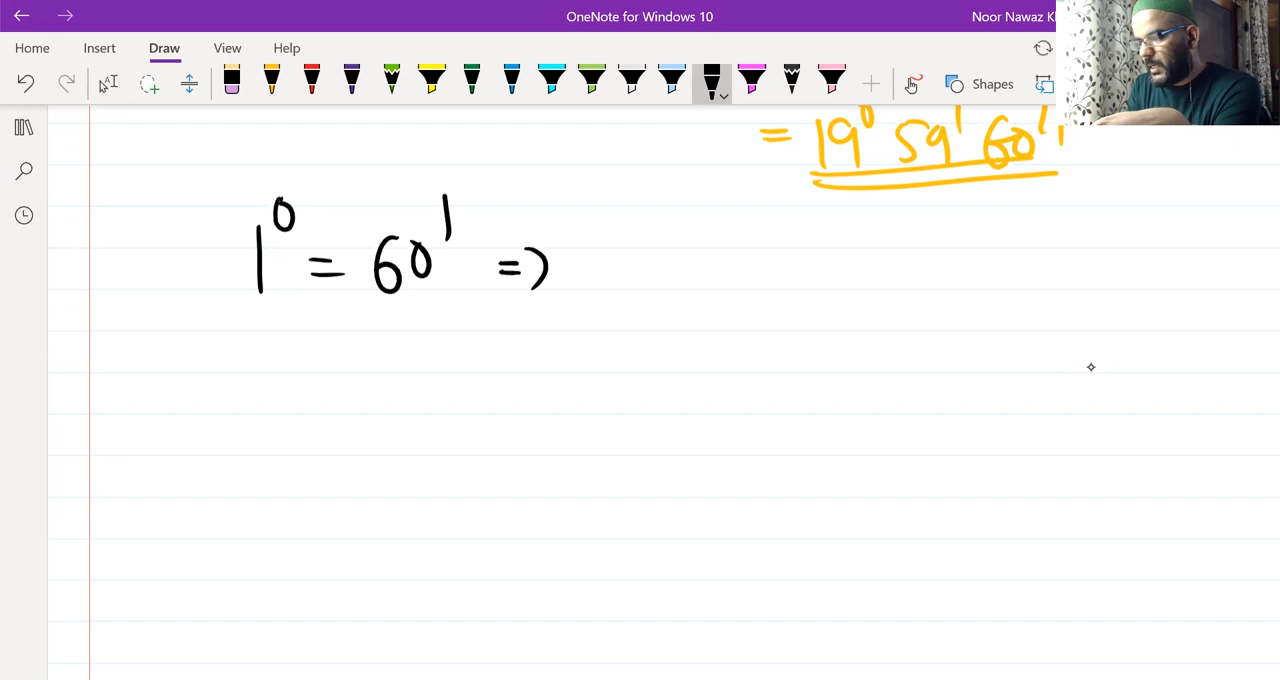 OneNote for Windows 10
Noor Nawaz
Home Insert Draw View Help
Shapes
= 19° 59' 60''
1° = 60' =>